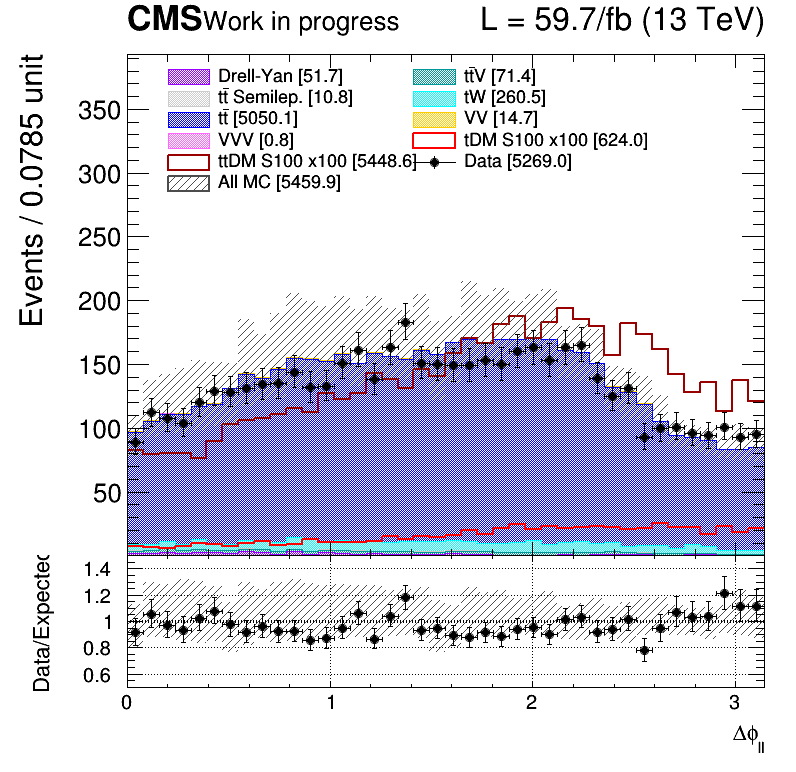 CMS Work in progress L = 59.7/fb (13 TeV)
Events / 0.0785 unit
Drell-Yan [51.7] tt̄V [71.4]
tt̄ Semilep. [10.8] tW [260.5]
tt̄ [5050.1] VV [14.7]
VVV [0.8] tDM S100 x100 [624.0]
ttDM S100 x100 [5448.6] Data [5269.0]
All MC [5459.9]
350
300
250
200
150
100
50
Data/Expected
1.4
1.2
1
0.8
0.6
0 1 2 3
Δϕll